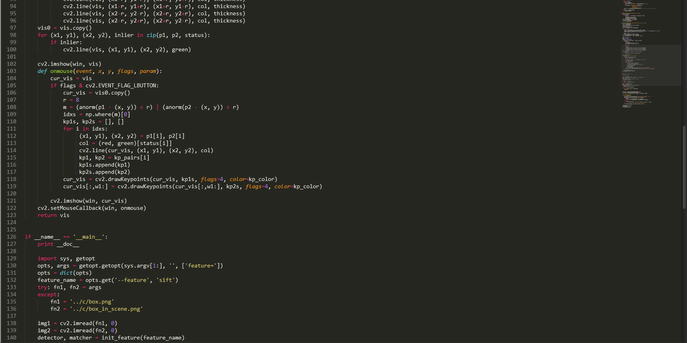 94 cv2.line(vis, (x1-r, y1+r), (x1+r, y1-r), col, thickness)
95 cv2.line(vis, (x2-r, y2-r), (x2+r, y2+r), col, thickness)
96 cv2.line(vis, (x2-r, y2+r), (x2+r, y2-r), col, thickness)
97 vis0 = vis.copy()
98 for (x1, y1), (x2, y2), inlier in zip(p1, p2, status):
99 if inlier:
100 cv2.line(vis, (x1, y1), (x2, y2), green)
101
102 cv2.imshow(win, vis)
103 def onmouse(event, x, y, flags, param):
104 cur_vis = vis
105 if flags & cv2.EVENT_FLAG_LBUTTON:
106 cur_vis = vis0.copy()
107 r = 8
108 m = (anorm(p1 - (x, y)) < r) | (anorm(p2 - (x, y)) < r)
109 idxs = np.where(m)[0]
110 kp1s, kp2s = [], []
111 for i in idxs:
112 (x1, y1), (x2, y2) = p1[i], p2[i]
113 col = (red, green)[status[i]]
114 cv2.line(cur_vis, (x1, y1), (x2, y2), col)
115 kp1, kp2 = kp_pairs[i]
116 kp1s.append(kp1)
117 kp2s.append(kp2)
118 cur_vis = cv2.drawKeypoints(cur_vis, kp1s, flags=4, color=kp_color)
119 cur_vis[:,w1:] = cv2.drawKeypoints(cur_vis[:,w1:], kp2s, flags=4, color=kp_color)
120
121 cv2.imshow(win, cur_vis)
122 cv2.setMouseCallback(win, onmouse)
123 return vis
124
125
126 if __name__ == '__main__':
127 print __doc__
128
129 import sys, getopt
130 opts, args = getopt.getopt(sys.argv[1:], '', ['feature='])
131 opts = dict(opts)
132 feature_name = opts.get('--feature', 'sift')
133 try: fn1, fn2 = args
134 except:
135 fn1 = '../c/box.png'
136 fn2 = '../c/box_in_scene.png'
137
138 img1 = cv2.imread(fn1, 0)
139 img2 = cv2.imread(fn2, 0)
140 detector, matcher = init_feature(feature_name)